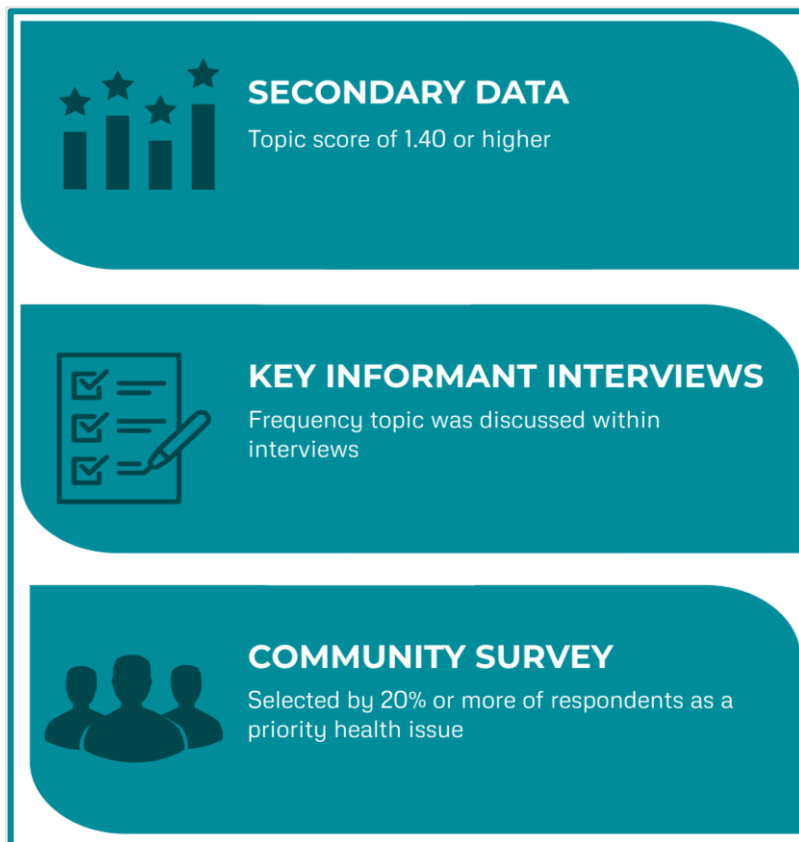 SECONDARY DATA
Topic score of 1.40 or higher
KEY INFORMANT INTERVIEWS
Frequency topic was discussed within
interviews
COMMUNITY SURVEY
Selected by 20% or more of respondents as a
priority health issue